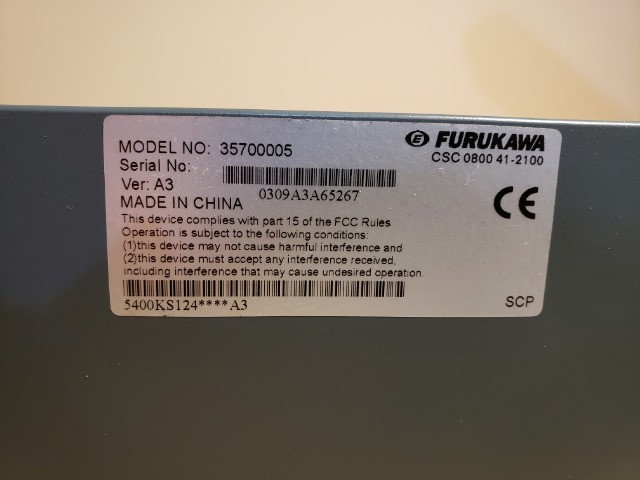 MODEL NO: 35700005
FURUKAWA
CSC 0800 41-2100
Serial No:
0309A3A65267
Ver: A3
MADE IN CHINA
CE
This device complies with part 15 of the FCC Rules
Operation is subject to the following conditions:
(1)this device may not cause harmful interference and
(2)this device must accept any interference received,
including interference that may cause undesired operation.
5400KS124****A3
SCP